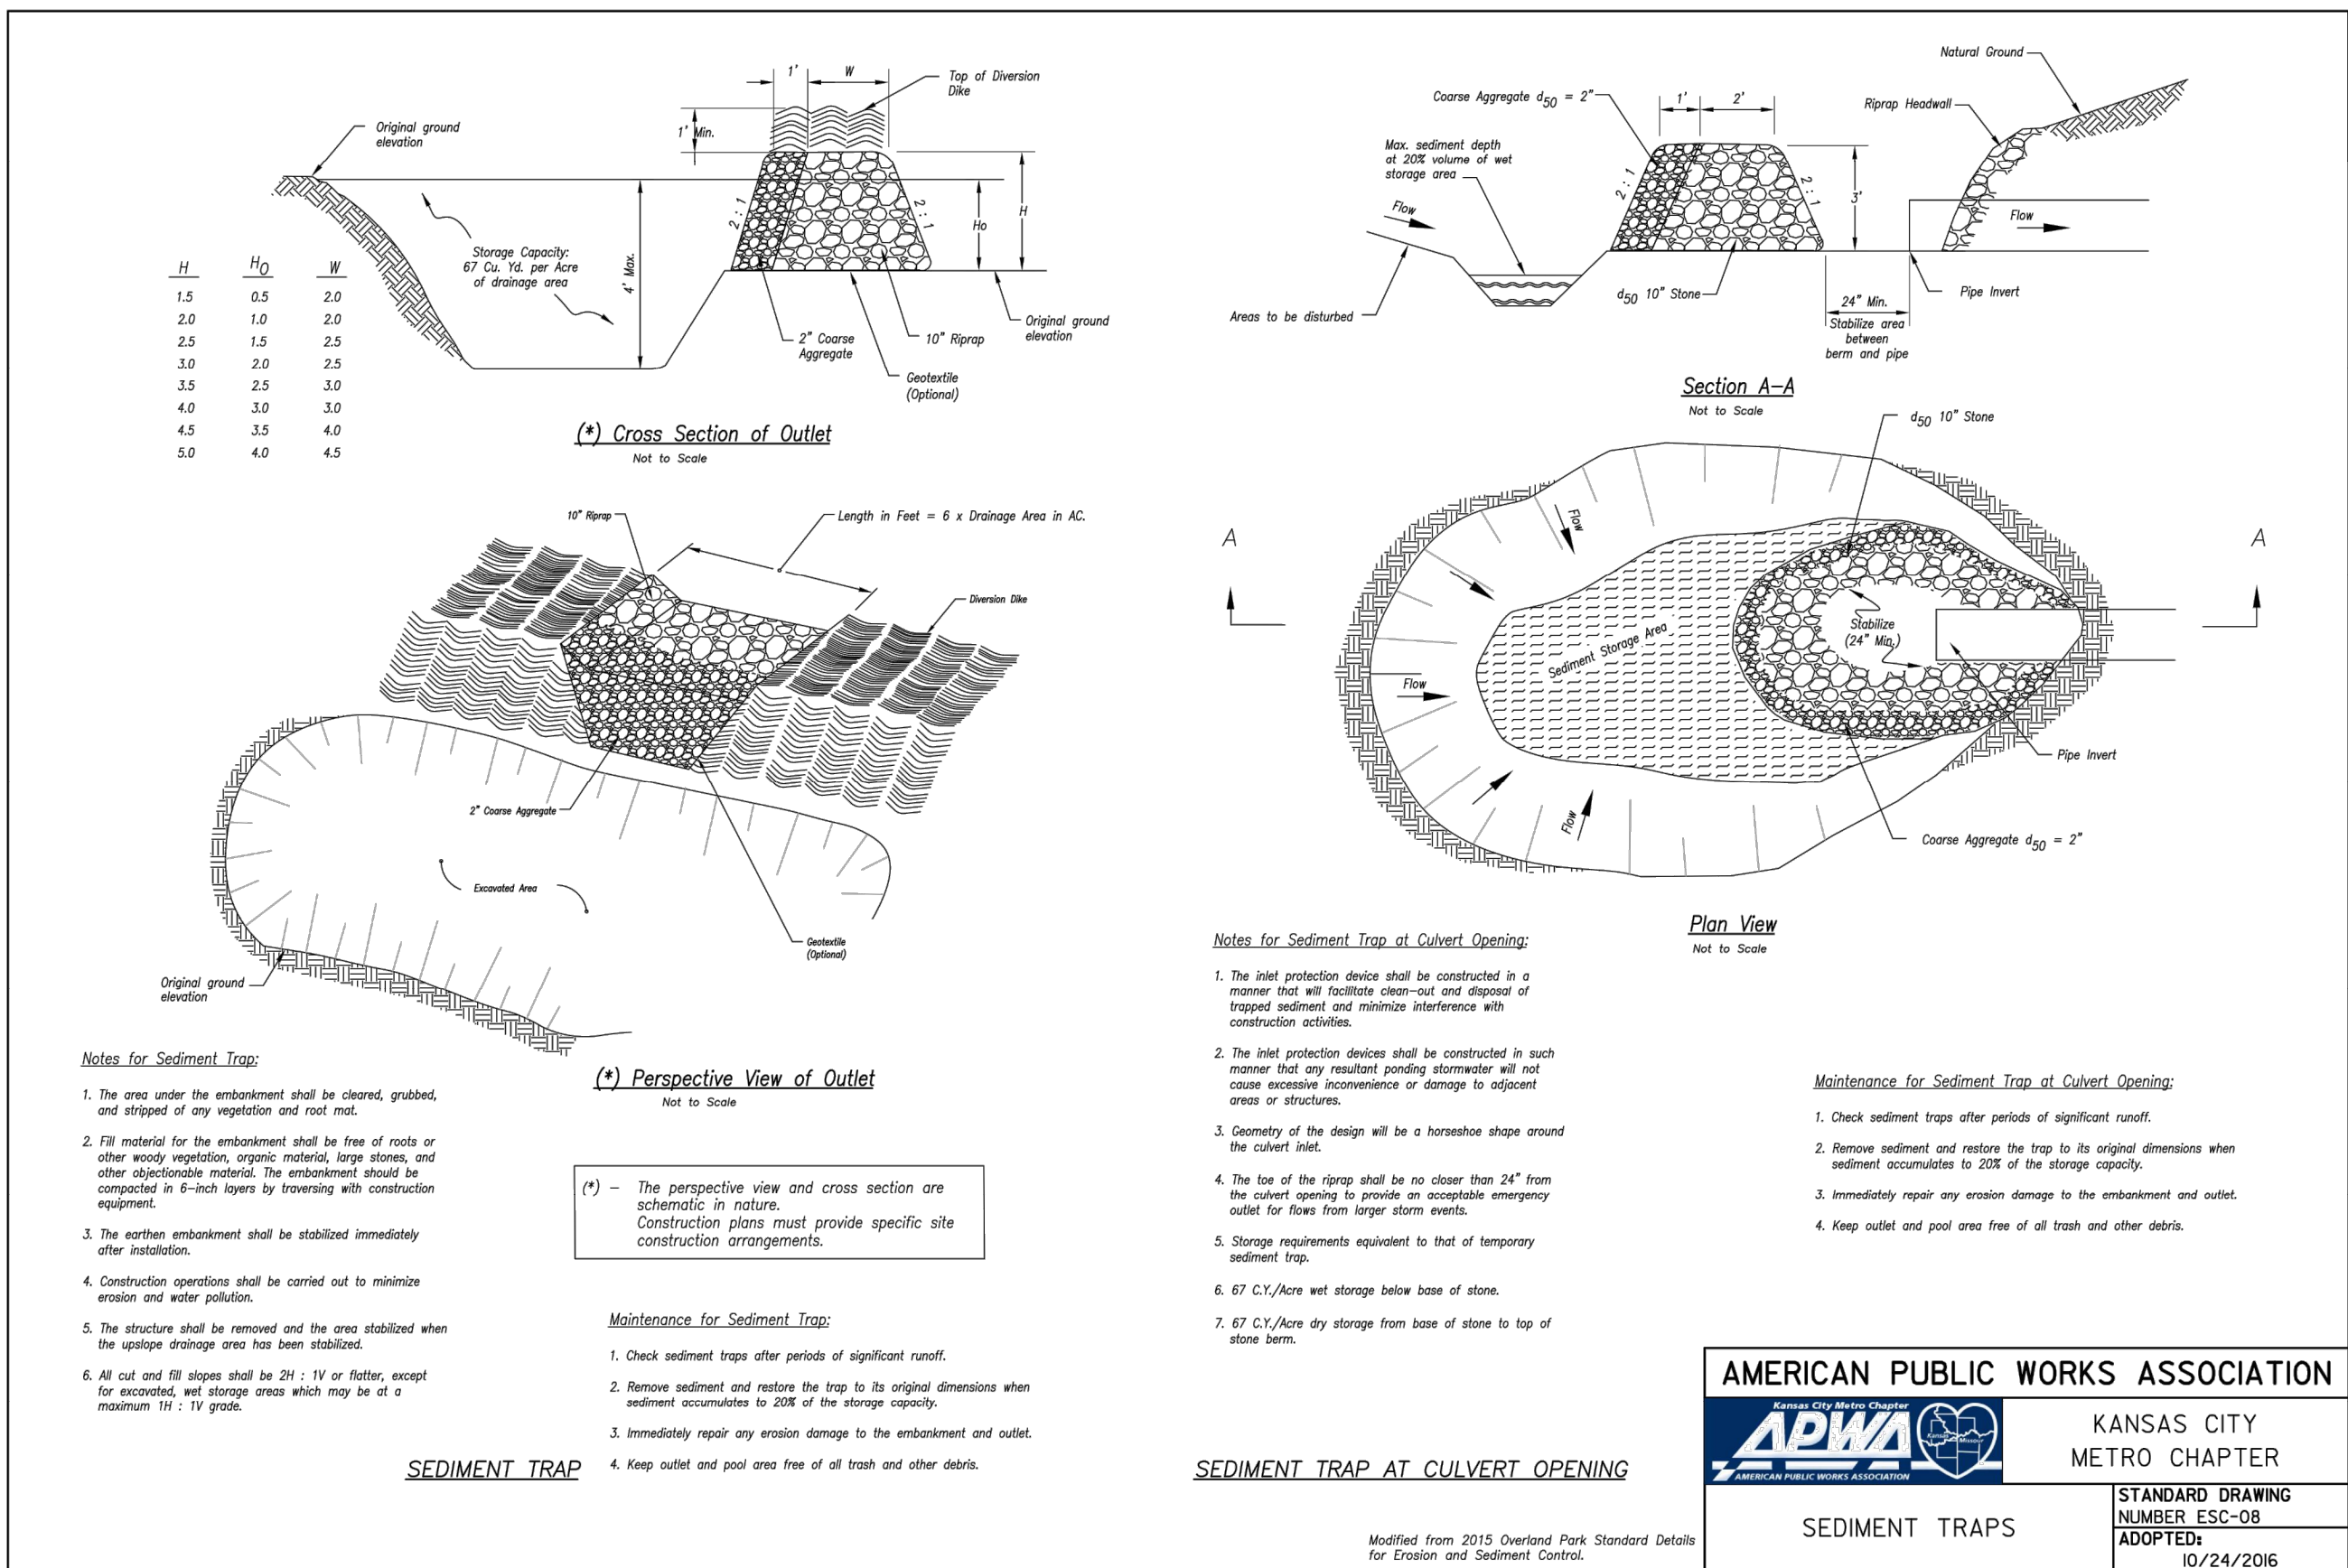 1'
W
Top of Diversion
Dike
Original ground
elevation
1' Min.
2 : 1
2 : 1
Ho
H
4' Max.
Storage Capacity:
67 Cu. Yd. per Acre
of drainage area
H H0 W
1.5 0.5 2.0
2.0 1.0 2.0
2.5 1.5 2.5
3.0 2.0 2.5
3.5 2.5 3.0
4.0 3.0 3.0
4.5 3.5 4.0
5.0 4.0 4.5
2" Coarse
Aggregate
10" Riprap
Original ground
elevation
Geotextile
(Optional)
(*) Cross Section of Outlet
Not to Scale
10" Riprap
Length in Feet = 6 x Drainage Area in AC.
Diversion Dike
2" Coarse Aggregate
Excavated Area
Geotextile
(Optional)
Original ground
elevation
(*) Perspective View of Outlet
Not to Scale
Notes for Sediment Trap:
1. The area under the embankment shall be cleared, grubbed,
and stripped of any vegetation and root mat.
2. Fill material for the embankment shall be free of roots or
other woody vegetation, organic material, large stones, and
other objectionable material. The embankment should be
compacted in 6-inch layers by traversing with construction
equipment.
3. The earthen embankment shall be stabilized immediately
after installation.
4. Construction operations shall be carried out to minimize
erosion and water pollution.
5. The structure shall be removed and the area stabilized when
the upslope drainage area has been stabilized.
6. All cut and fill slopes shall be 2H : 1V or flatter, except
for excavated, wet storage areas which may be at a
maximum 1H : 1V grade.
(*) - The perspective view and cross section are
schematic in nature.
Construction plans must provide specific site
construction arrangements.
Maintenance for Sediment Trap:
1. Check sediment traps after periods of significant runoff.
2. Remove sediment and restore the trap to its original dimensions when
sediment accumulates to 20% of the storage capacity.
3. Immediately repair any erosion damage to the embankment and outlet.
4. Keep outlet and pool area free of all trash and other debris.
SEDIMENT TRAP
Natural Ground
Coarse Aggregate d50 = 2"
1'
2'
Riprap Headwall
Max. sediment depth
at 20% volume of wet
storage area
2 : 1
2 : 1
3'
Flow
Flow
d50 10" Stone
24" Min.
Stabilize area
between
berm and pipe
Pipe Invert
Areas to be disturbed
Section A-A
Not to Scale
d50 10" Stone
A
A
Flow
Stabilize
(24" Min.)
Sediment Storage Area
Flow
Flow
Pipe Invert
Coarse Aggregate d50 = 2"
Plan View
Not to Scale
Notes for Sediment Trap at Culvert Opening:
1. The inlet protection device shall be constructed in a
manner that will facilitate clean-out and disposal of
trapped sediment and minimize interference with
construction activities.
2. The inlet protection devices shall be constructed in such
manner that any resultant ponding stormwater will not
cause excessive inconvenience or damage to adjacent
areas or structures.
3. Geometry of the design will be a horseshoe shape around
the culvert inlet.
4. The toe of the riprap shall be no closer than 24" from
the culvert opening to provide an acceptable emergency
outlet for flows from larger storm events.
5. Storage requirements equivalent to that of temporary
sediment trap.
6. 67 C.Y./Acre wet storage below base of stone.
7. 67 C.Y./Acre dry storage from base of stone to top of
stone berm.
Maintenance for Sediment Trap at Culvert Opening:
1. Check sediment traps after periods of significant runoff.
2. Remove sediment and restore the trap to its original dimensions when
sediment accumulates to 20% of the storage capacity.
3. Immediately repair any erosion damage to the embankment and outlet.
4. Keep outlet and pool area free of all trash and other debris.
SEDIMENT TRAP AT CULVERT OPENING
Modified from 2015 Overland Park Standard Details
for Erosion and Sediment Control.
AMERICAN PUBLIC WORKS ASSOCIATION
Kansas City Metro Chapter
APWA
Kansas Missouri
AMERICAN PUBLIC WORKS ASSOCIATION
KANSAS CITY
METRO CHAPTER
SEDIMENT TRAPS
STANDARD DRAWING
NUMBER ESC-08
ADOPTED:
10/24/2016